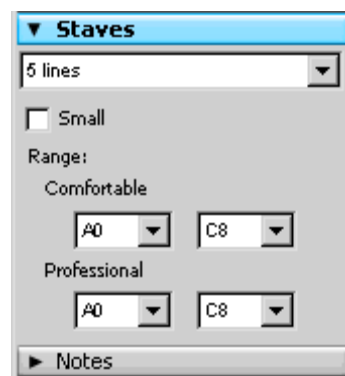 Staves
5 lines
Small
Range:
Comfortable
A0 C8
Professional
A0 C8
Notes